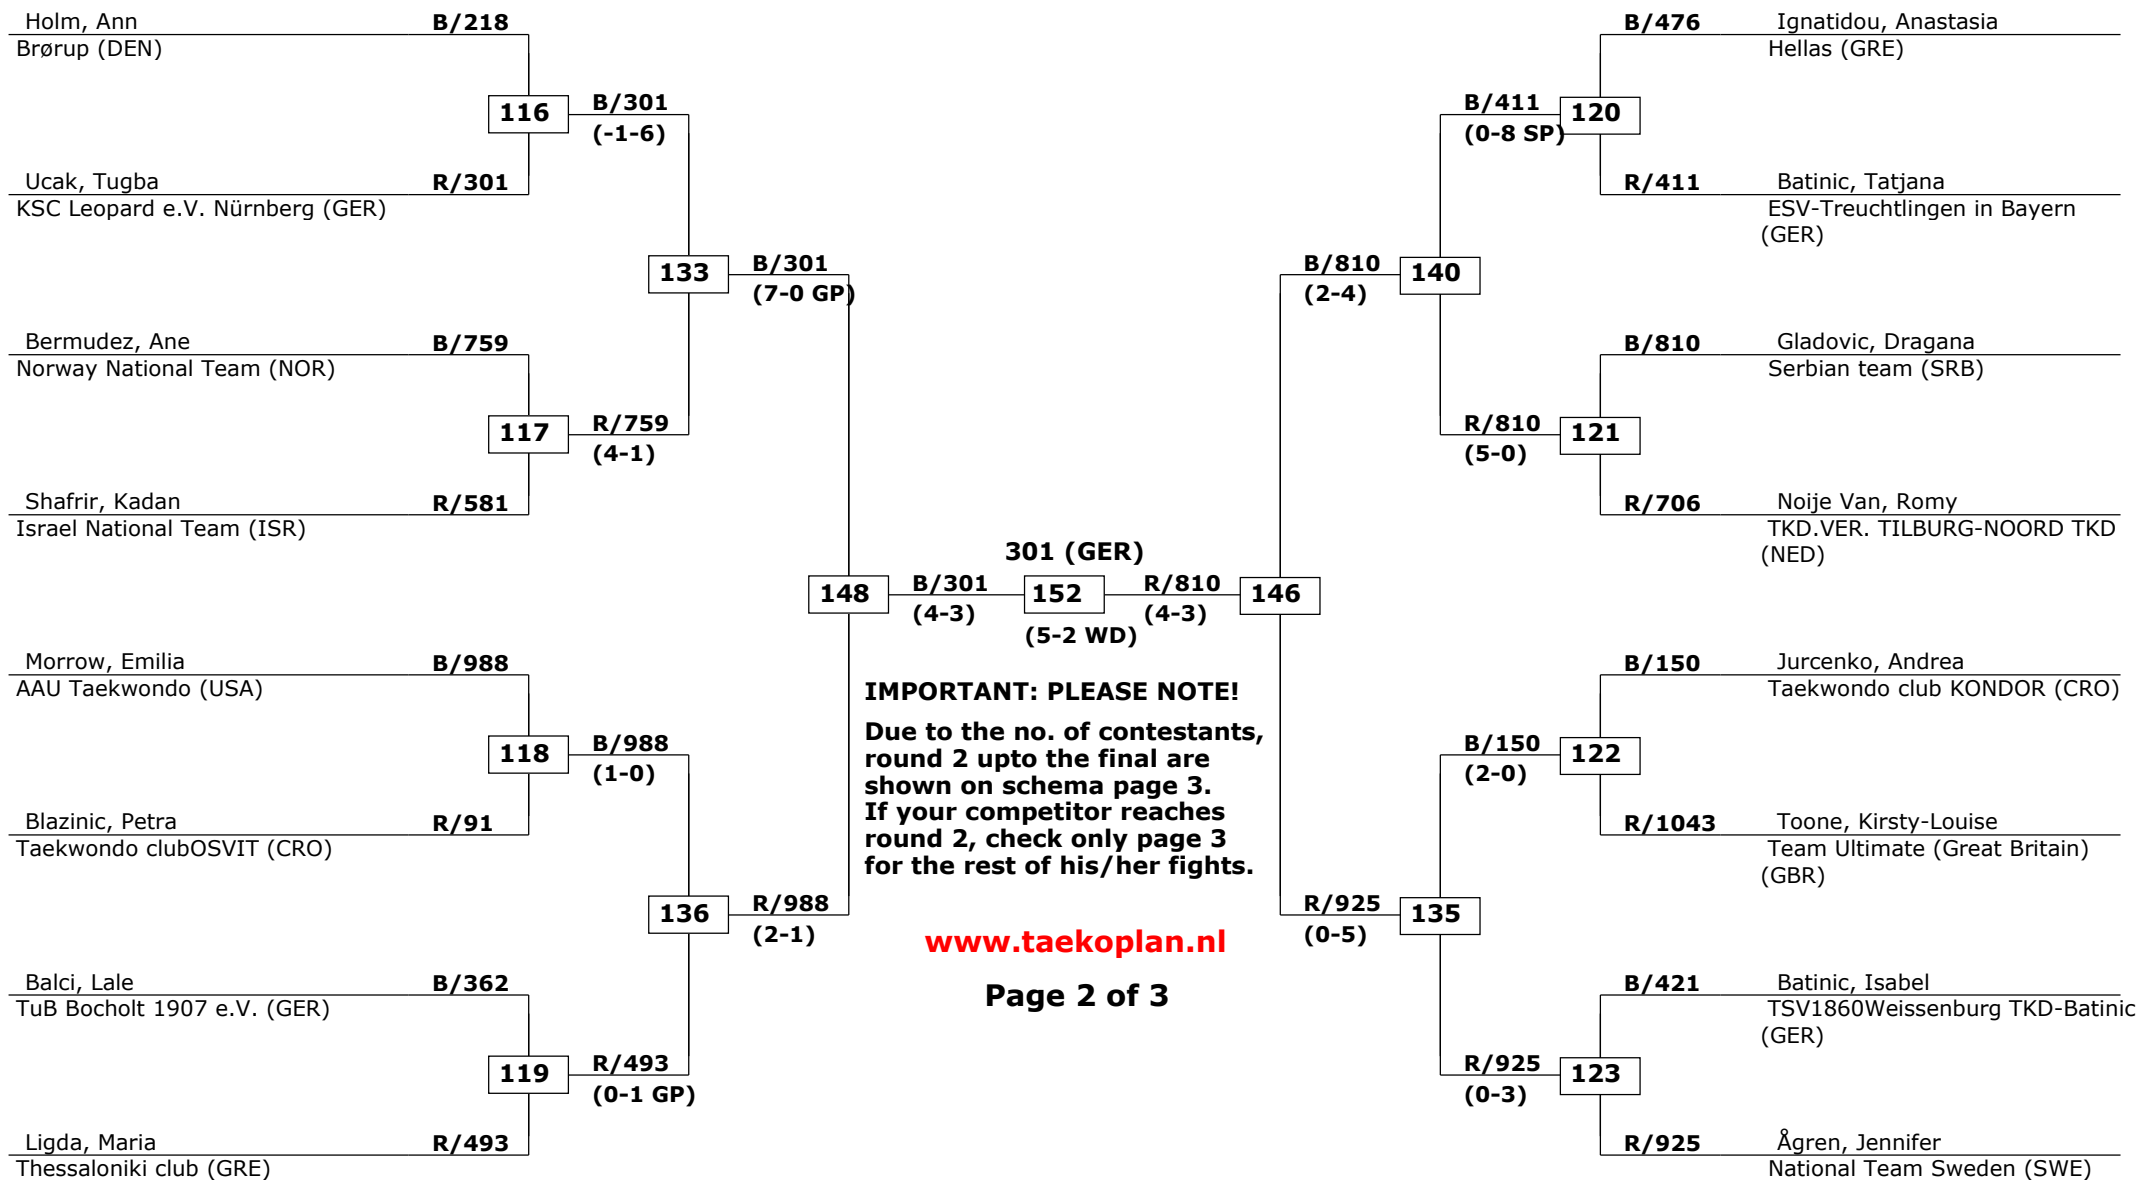 Holm, Ann B/218
Brørup (DEN)
116
B/301
(-1-6)
Ucak, Tugba R/301
KSC Leopard e.V. Nürnberg (GER)
133
B/301
(7-0 GP)
Bermudez, Ane B/759
Norway National Team (NOR)
117
R/759
(4-1)
Shafrir, Kadan R/581
Israel National Team (ISR)
148
B/301
(4-3)
Morrow, Emilia B/988
AAU Taekwondo (USA)
118
B/988
(1-0)
Blazinic, Petra R/91
Taekwondo clubOSVIT (CRO)
136
R/988
(2-1)
Balci, Lale B/362
TuB Bocholt 1907 e.V. (GER)
119
R/493
(0-1 GP)
Ligda, Maria R/493
Thessaloniki club (GRE)
301 (GER)
152
(5-2 WD)
IMPORTANT: PLEASE NOTE!
Due to the no. of contestants,
round 2 upto the final are
shown on schema page 3.
If your competitor reaches
round 2, check only page 3
for the rest of his/her fights.
www.taekoplan.nl
Page 2 of 3
B/476 Ignatidou, Anastasia
Hellas (GRE)
B/411
(0-8 SP)
120
R/411 Batinic, Tatjana
ESV-Treuchtlingen in Bayern
(GER)
B/810
(2-4)
140
B/810 Gladovic, Dragana
Serbian team (SRB)
R/810
(5-0)
121
R/706 Noije Van, Romy
TKD.VER. TILBURG-NOORD TKD
(NED)
R/810
(4-3)
146
B/150 Jurcenko, Andrea
Taekwondo club KONDOR (CRO)
B/150
(2-0)
122
R/1043 Toone, Kirsty-Louise
Team Ultimate (Great Britain)
(GBR)
R/925
(0-5)
135
B/421 Batinic, Isabel
TSV1860Weissenburg TKD-Batinic
(GER)
R/925
(0-3)
123
R/925 Ågren, Jennifer
National Team Sweden (SWE)